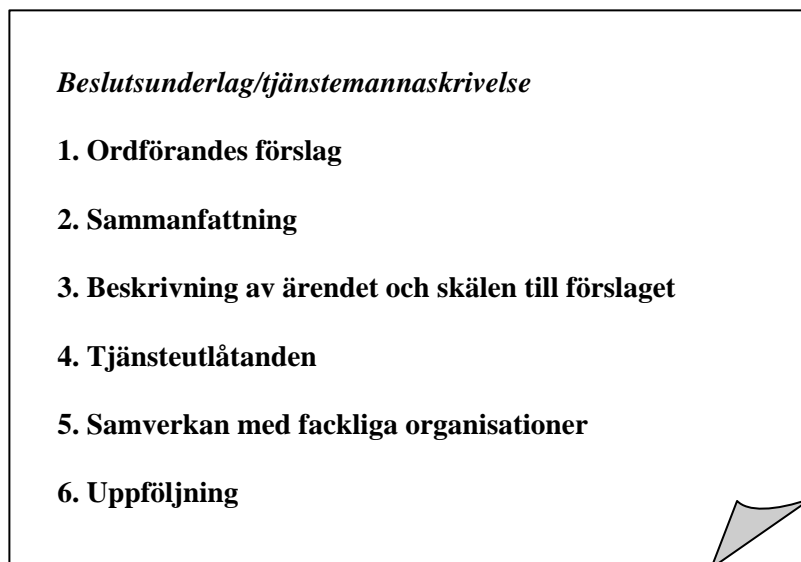 Beslutsunderlag/tjänstemannaskrivelse
1. Ordförandes förslag
2. Sammanfattning
3. Beskrivning av ärendet och skälen till förslaget
4. Tjänsteutlåtanden
5. Samverkan med fackliga organisationer
6. Uppföljning